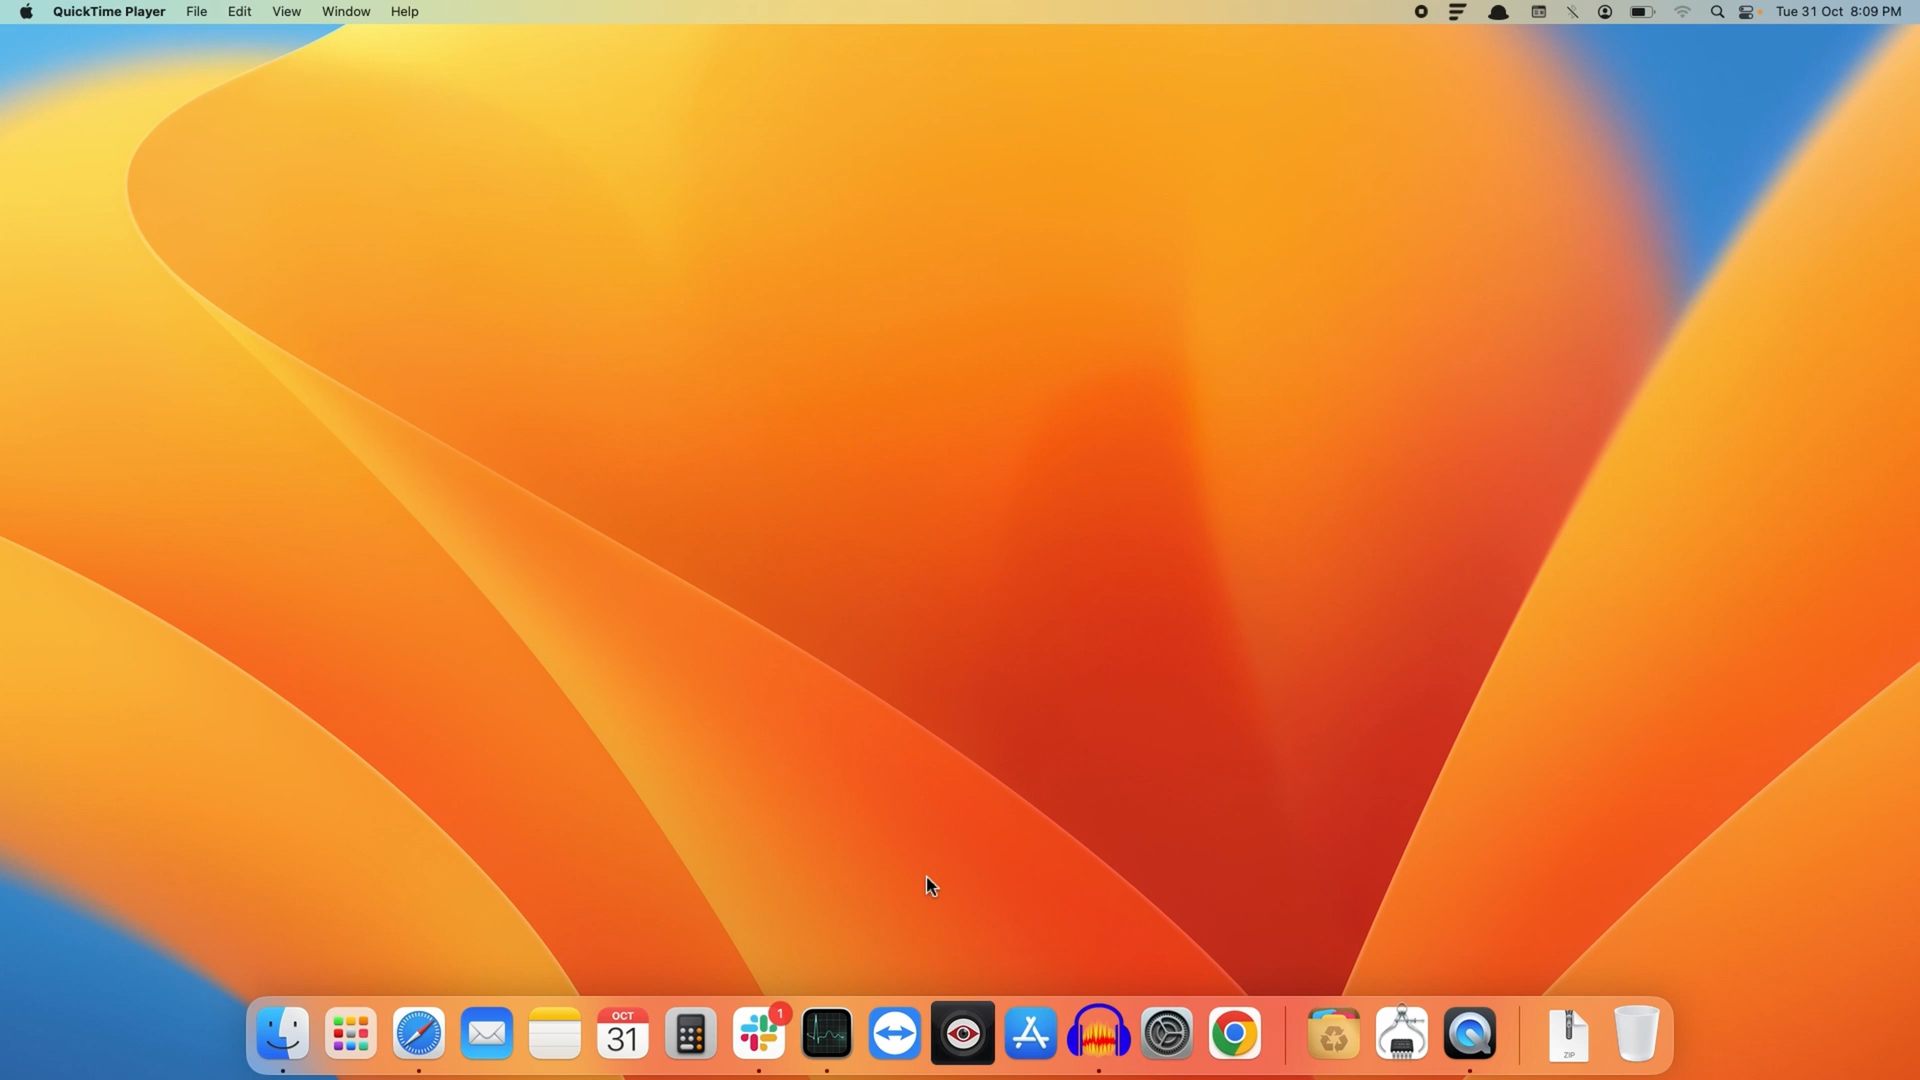 QuickTime Player File Edit View Window Help Tue 31 Oct 8:09 PM
OCT
31
1
ZIP